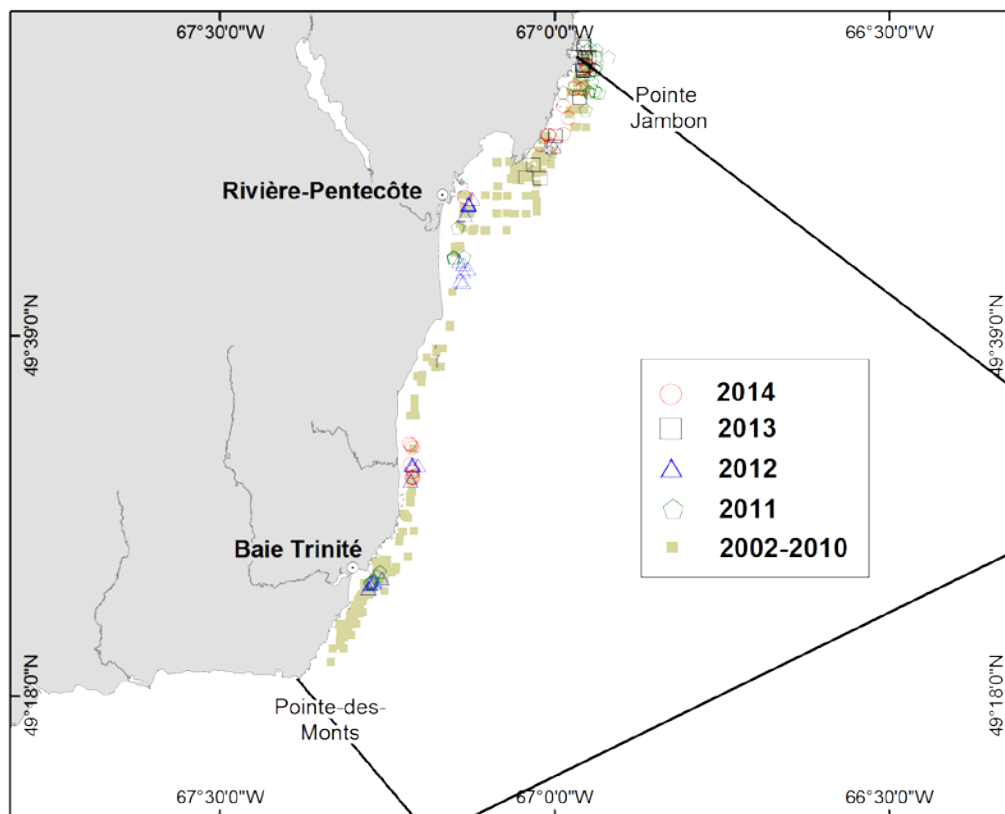 67°30'0"W
67°0'0"W
66°30'0"W
Pointe
Jambon
Rivière-Pentecôte
49°39'0"N
49°39'0"N
2014
2013
2012
2011
2002-2010
Baie Trinité
49°18'0"N
49°18'0"N
Pointe-des-
Monts
67°30'0"W
67°0'0"W
66°30'0"W